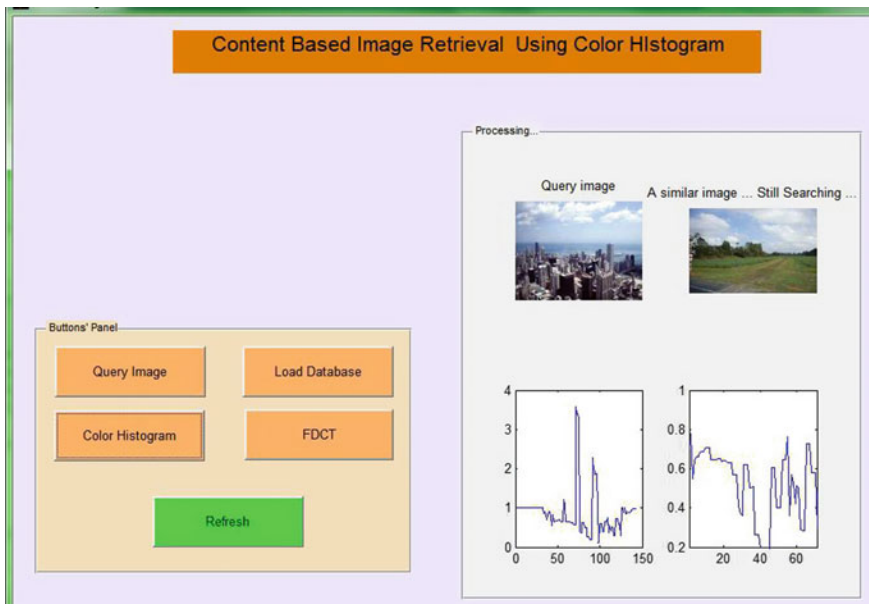 Content Based Image Retrieval Using Color HIstogram
Processing...
Query image
A similar image ... Still Searching ...
Buttons' Panel
Query Image
Load Database
Color Histogram
FDCT
Refresh
4
3
2
1
0
0 50 100 150
1
0.8
0.6
0.4
0.2
20 40 60